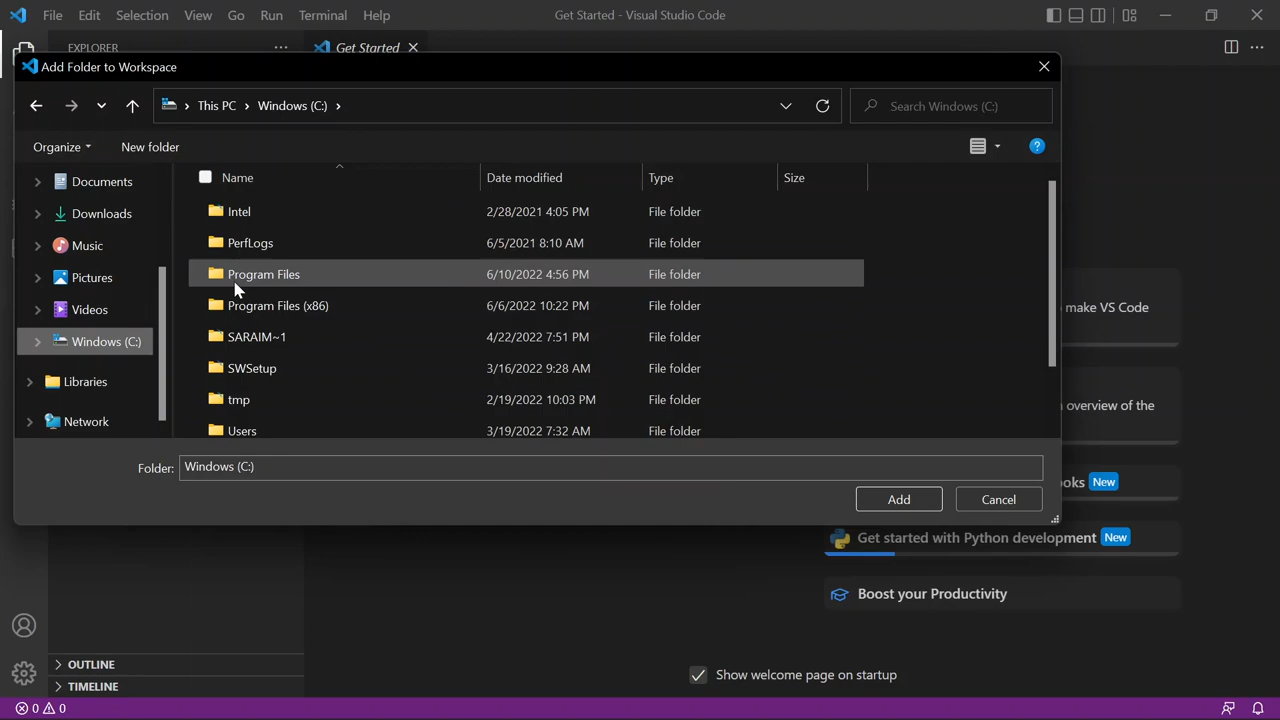 File Edit Selection View Go Run Terminal Help Get Started - Visual Studio Code
EXPLORER ... Get Started
Add Folder to Workspace
This PC > Windows (C:) > Search Windows (C:)
Organize New folder
Name Date modified Type Size
Documents
Downloads
Music
Pictures
Videos
Windows (C:)
Libraries
Network
Intel 2/28/2021 4:05 PM File folder
PerfLogs 6/5/2021 8:10 AM File folder
Program Files 6/10/2022 4:56 PM File folder
Program Files (x86) 6/6/2022 10:22 PM File folder
SARAIM~1 4/22/2022 7:51 PM File folder
SWSetup 3/16/2022 9:28 AM File folder
tmp 2/19/2022 10:03 PM File folder
Users 3/19/2022 7:32 AM File folder
Folder: Windows (C:)
Add Cancel
make VS Code
overview of the
New
Get started with Python development New
Boost your Productivity
OUTLINE
TIMELINE
Show welcome page on startup
0 0